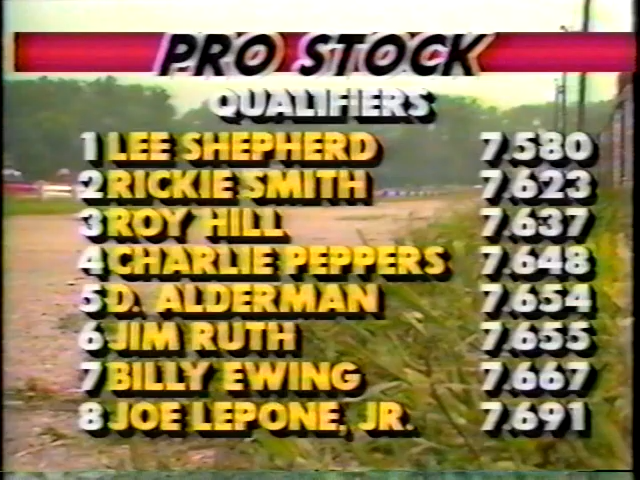 PRO STOCK
QUALIFIERS
1 LEE SHEPHERD 7.580
2 RICKIE SMITH 7.623
3 ROY HILL 7.637
4 CHARLIE PEPPERS 7.648
5 D. ALDERMAN 7.654
6 JIM RUTH 7.655
7 BILLY EWING 7.667
8 JOE LEPONE, JR. 7.691